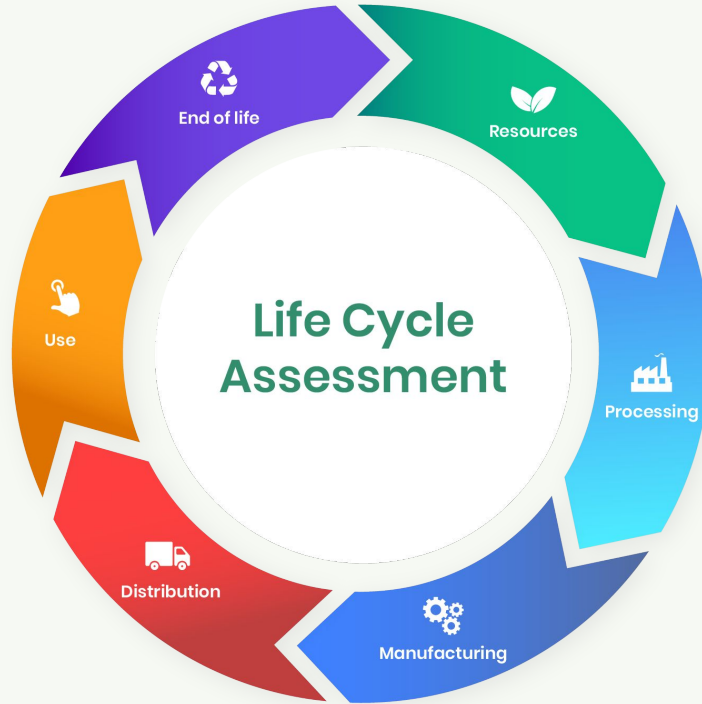 Life Cycle
Assessment
Resources
Processing
Manufacturing
Distribution
Use
End of life